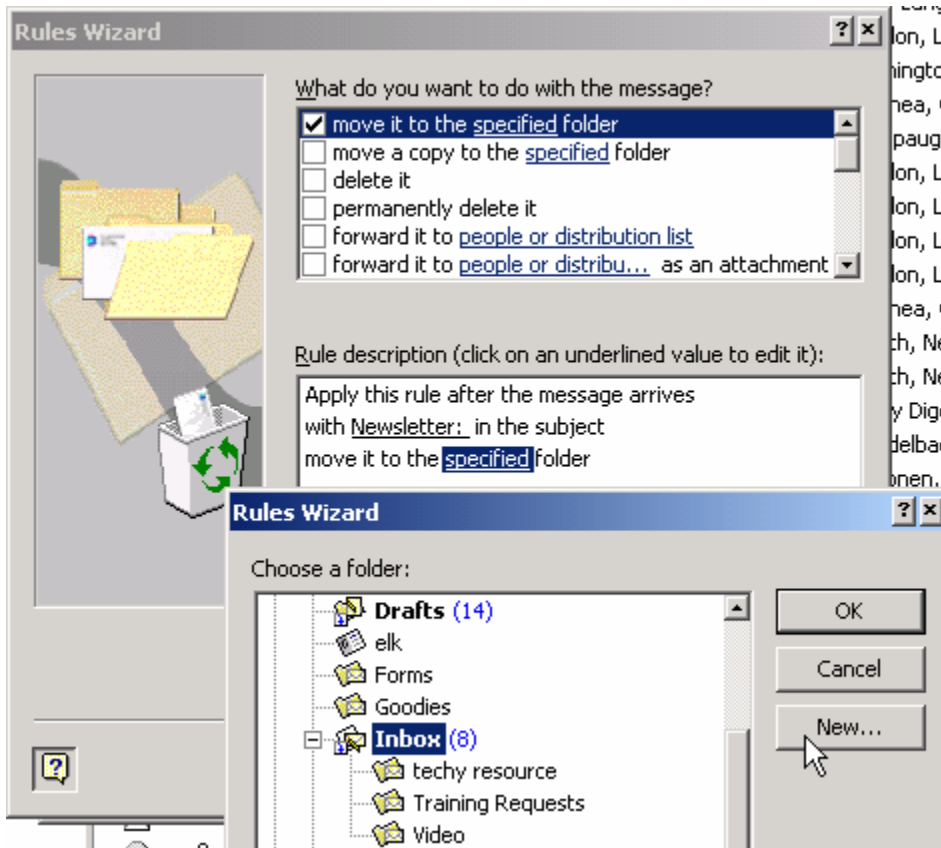 Rules Wizard
What do you want to do with the message?
move it to the specified folder
move a copy to the specified folder
delete it
permanently delete it
forward it to people or distribution list
forward it to people or distribu... as an attachment
Rule description (click on an underlined value to edit it):
Apply this rule after the message arrives
with Newsletter: in the subject
move it to the specified folder
Rules Wizard
Choose a folder:
Drafts (14)
elk
Forms
Goodies
Inbox (8)
techy resource
Training Requests
Video
OK
Cancel
New...